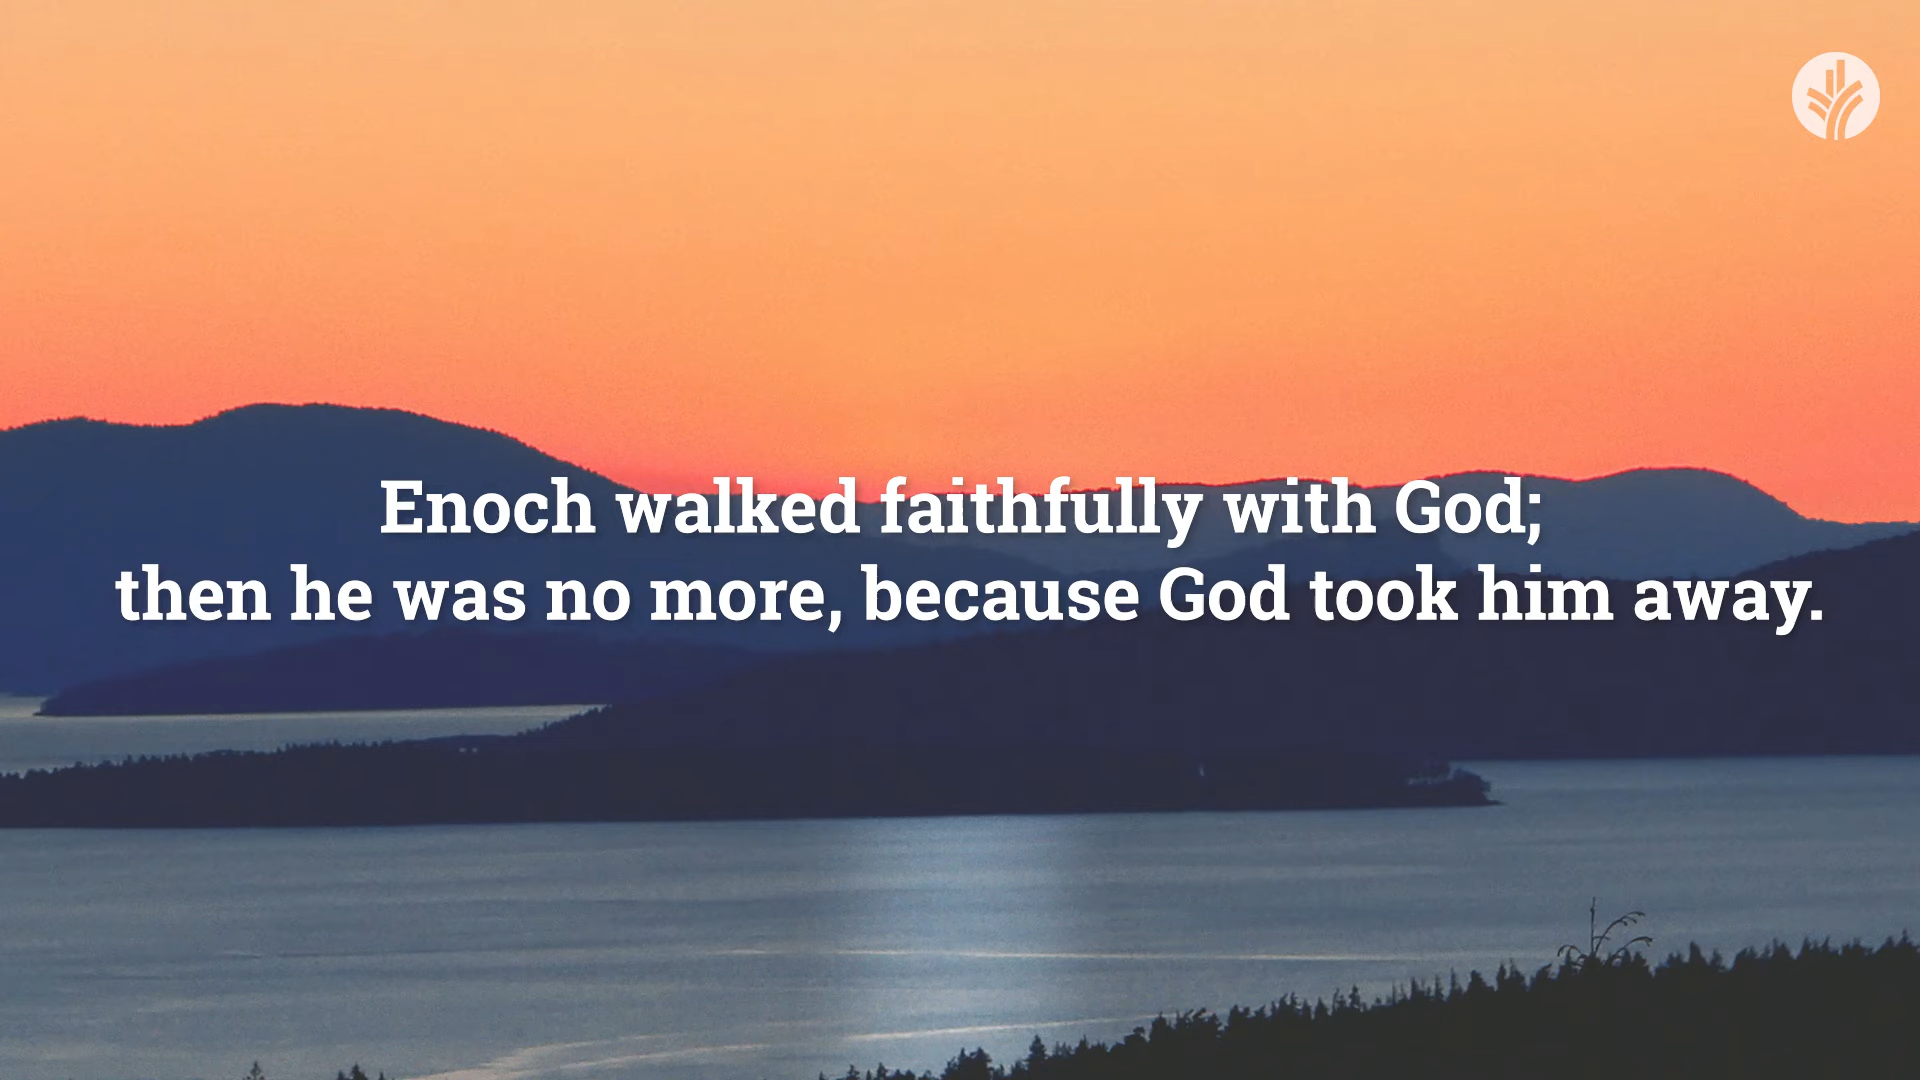 Enoch walked faithfully with God;
then he was no more, because God took him away.